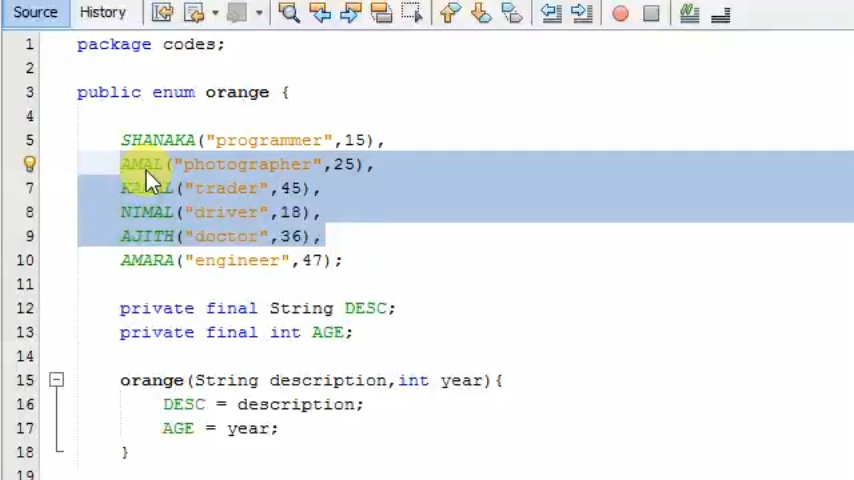 Source History
1 package codes;
2
3 public enum orange {
4
5 SHANAKA("programmer",15),
AMAL("photographer",25),
7 KAMAL("trader",45),
8 NIMAL("driver",18),
9 AJITH("doctor",36),
10 AMARA("engineer",47);
11
12 private final String DESC;
13 private final int AGE;
14
15 orange(String description,int year){
16 DESC = description;
17 AGE = year;
18 }
19